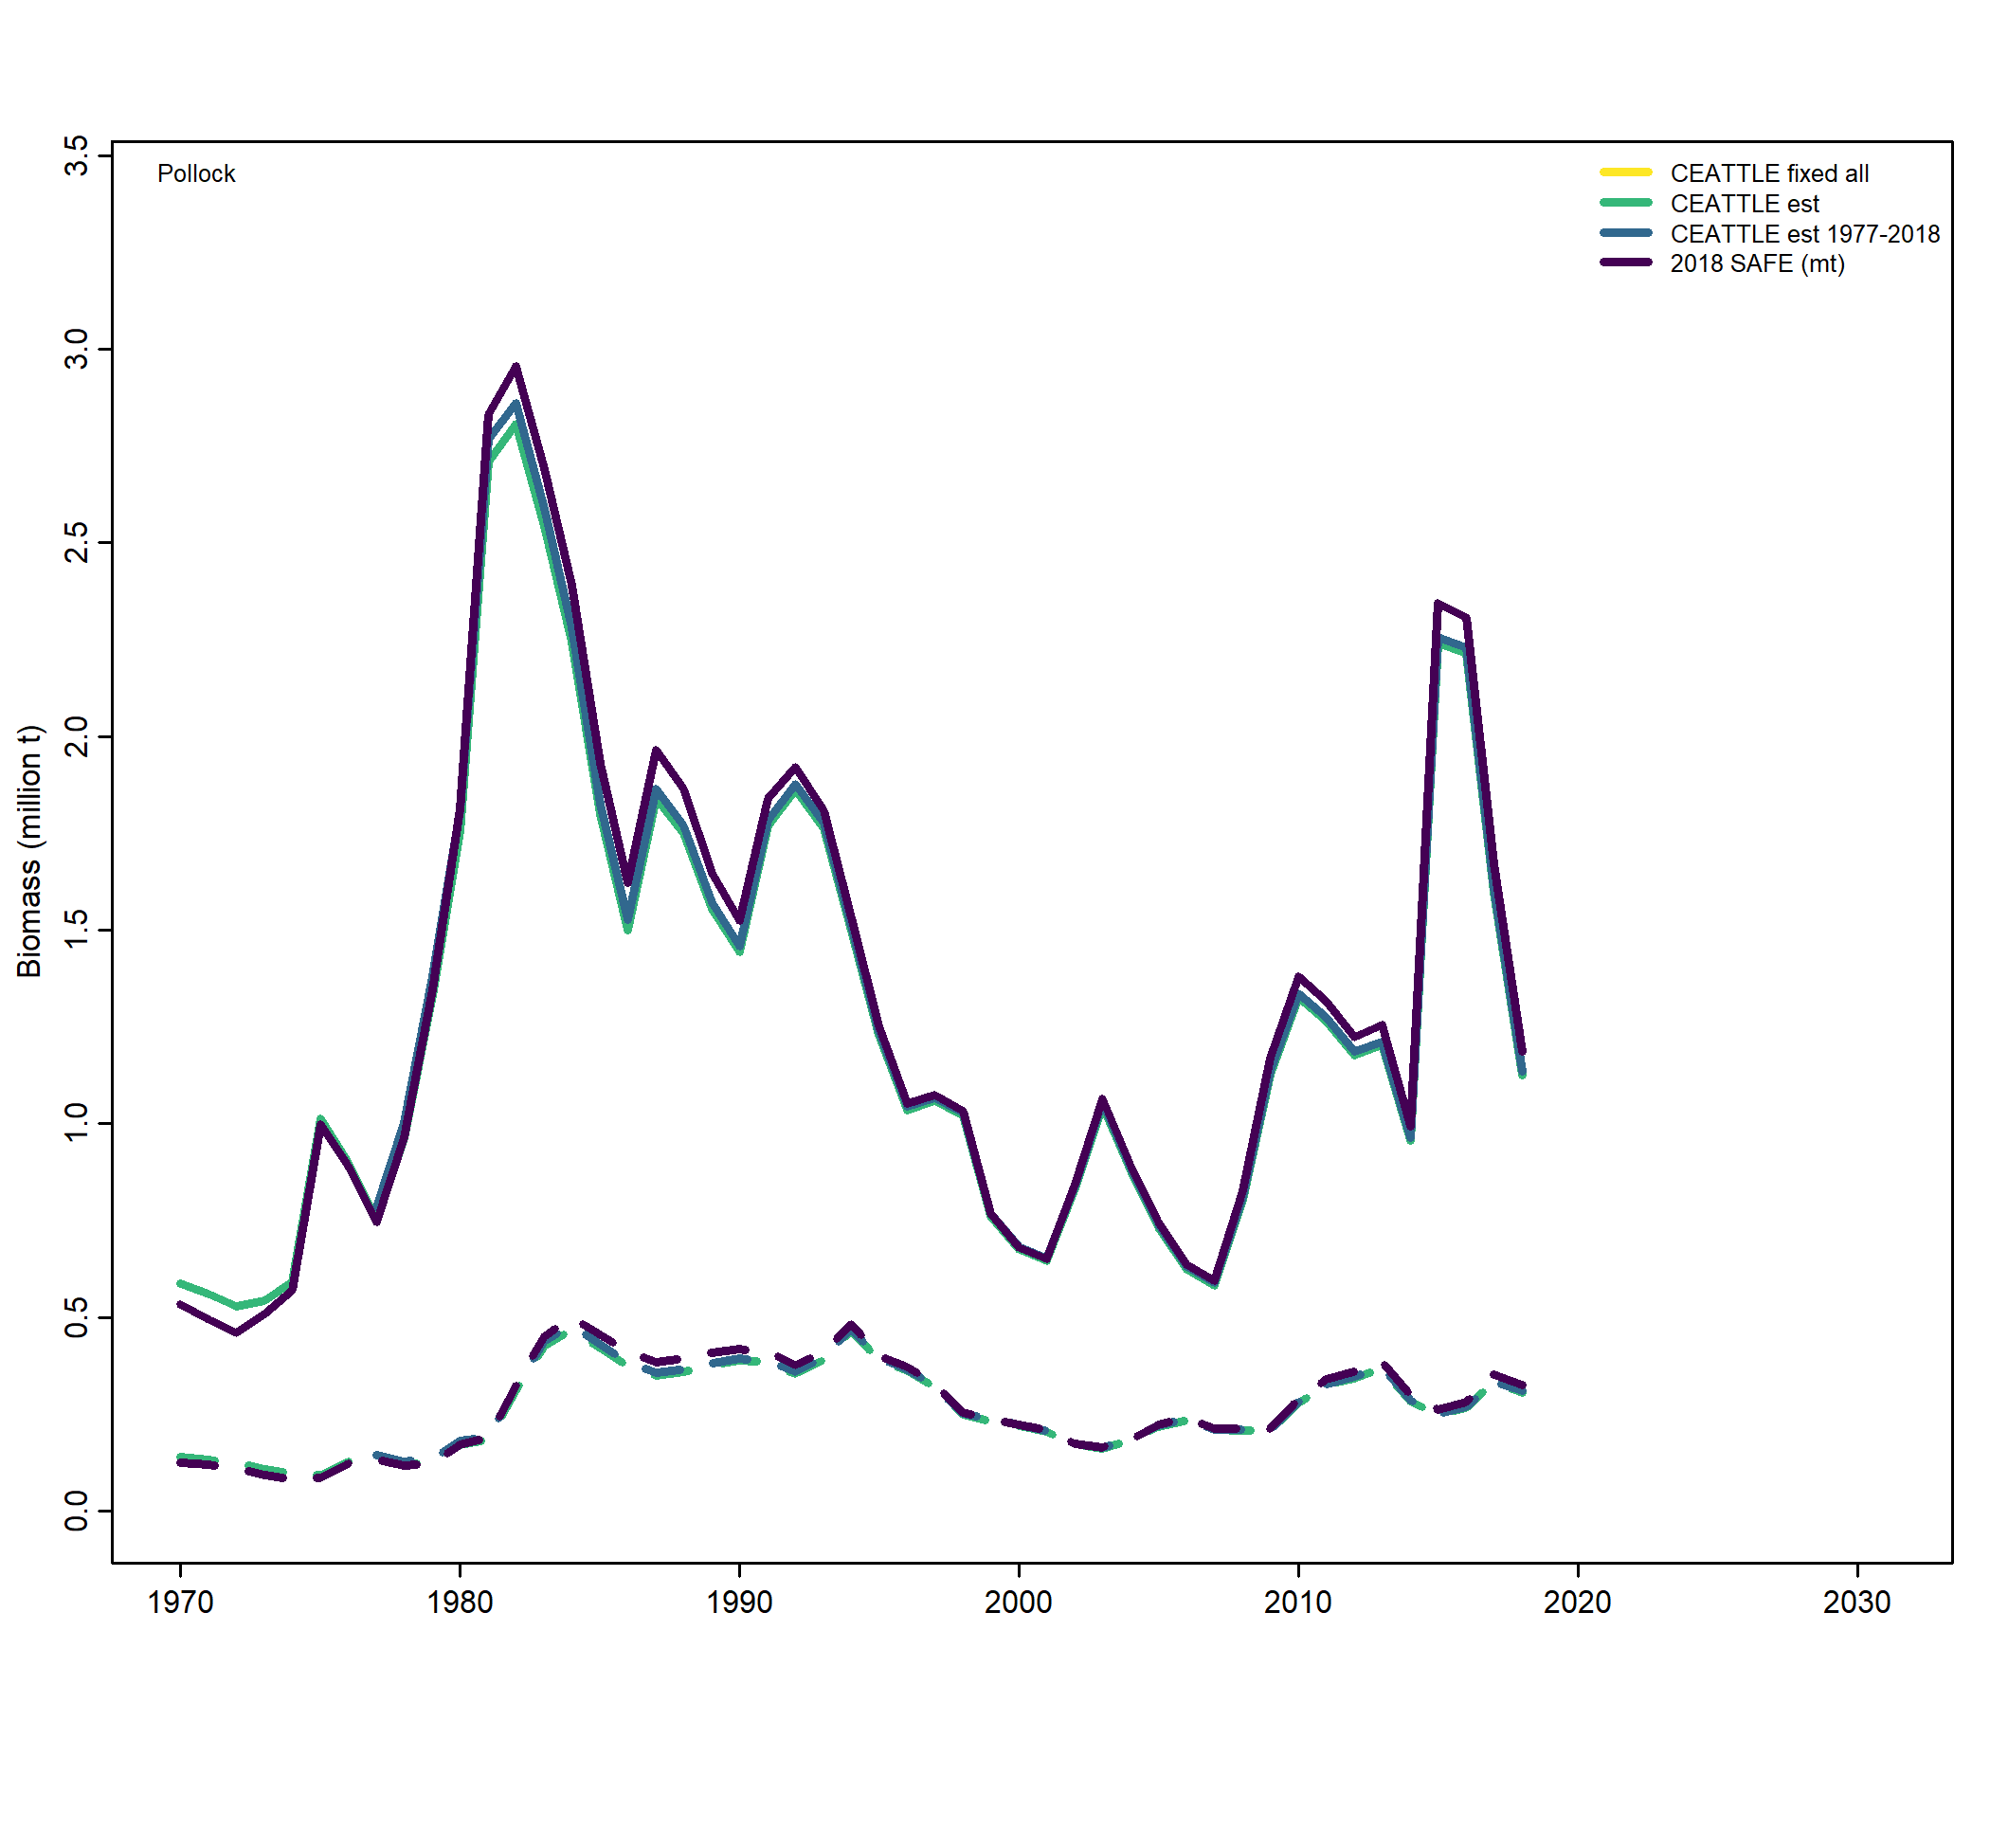 Pollock
CEATTLE fixed all
CEATTLE est
CEATTLE est 1977-2018
2018 SAFE (mt)
Biomass (million t)
3.5
3.0
2.5
2.0
1.5
1.0
0.5
0.0
1970 1980 1990 2000 2010 2020 2030